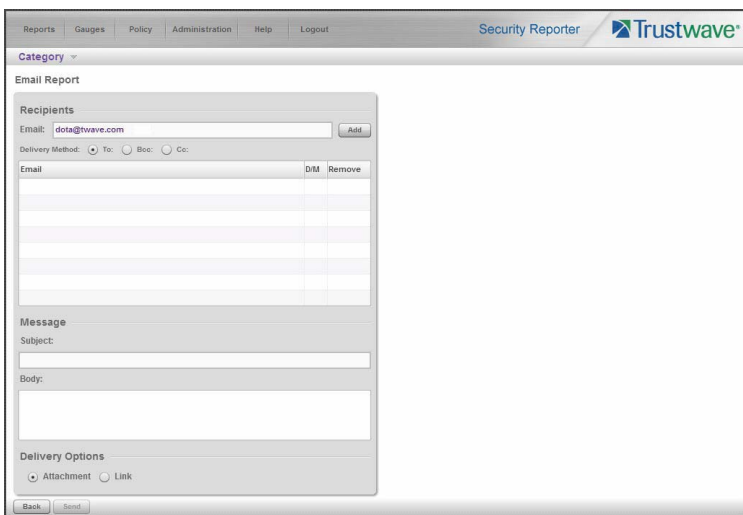 Reports Gauges Policy Administration Help Logout Security Reporter Trustwave®
Category
Email Report
Recipients
Email: dota@twave.com Add
Delivery Method: To: Bcc: Cc:
Email D/M Remove
Message
Subject:
Body:
Delivery Options
Attachment Link
Back Send